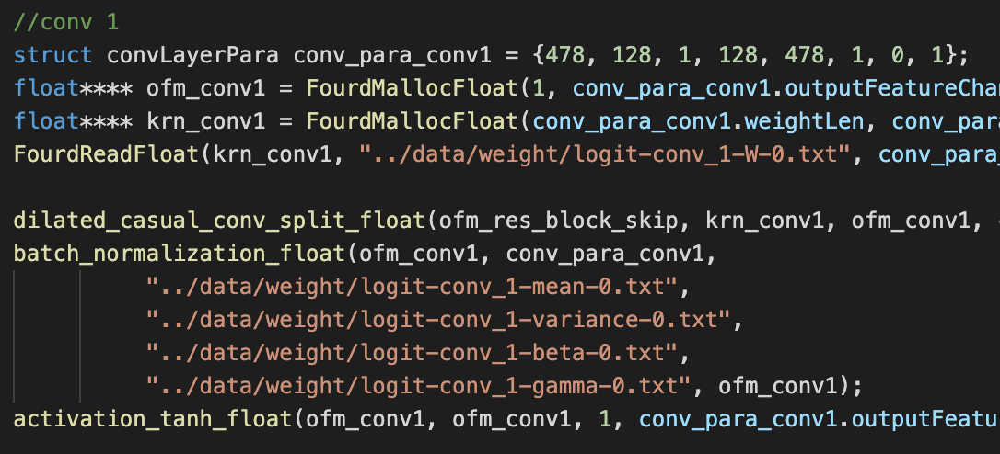 //conv 1
struct convLayerPara conv_para_conv1 = {478, 128, 1, 128, 478, 1, 0, 1};
float**** ofm_conv1 = FourdMallocFloat(1, conv_para_conv1.outputFeatureCha
float**** krn_conv1 = FourdMallocFloat(conv_para_conv1.weightLen, conv_par
FourdReadFloat(krn_conv1, "../data/weight/logit-conv_1-W-0.txt", conv_para_
dilated_casual_conv_split_float(ofm_res_block_skip, krn_conv1, ofm_conv1,
batch_normalization_float(ofm_conv1, conv_para_conv1,
"../data/weight/logit-conv_1-mean-0.txt",
"../data/weight/logit-conv_1-variance-0.txt",
"../data/weight/logit-conv_1-beta-0.txt",
"../data/weight/logit-conv_1-gamma-0.txt", ofm_conv1);
activation_tanh_float(ofm_conv1, ofm_conv1, 1, conv_para_conv1.outputFeatu